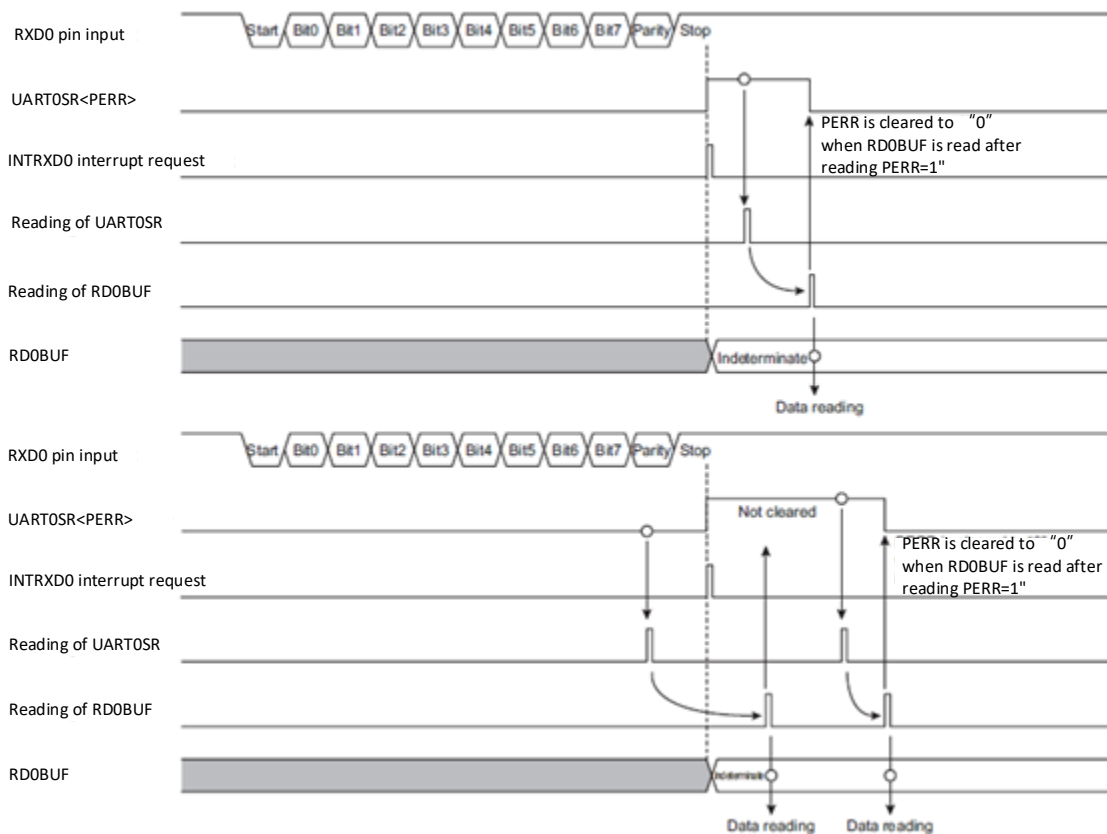 RXD0 pin input
Start Bit0 Bit1 Bit2 Bit3 Bit4 Bit5 Bit6 Bit7 Parity Stop
UART0SR<PERR>
PERR is cleared to “0”
when RD0BUF is read after
reading PERR=1"
INTRXD0 interrupt request
Reading of UART0SR
Reading of RD0BUF
RD0BUF
Indeterminate
Data reading
RXD0 pin input
Start Bit0 Bit1 Bit2 Bit3 Bit4 Bit5 Bit6 Bit7 Parity Stop
UART0SR<PERR>
Not cleared
PERR is cleared to “0”
when RD0BUF is read after
reading PERR=1"
INTRXD0 interrupt request
Reading of UART0SR
Reading of RD0BUF
RD0BUF
Indeterminate
Data reading Data reading